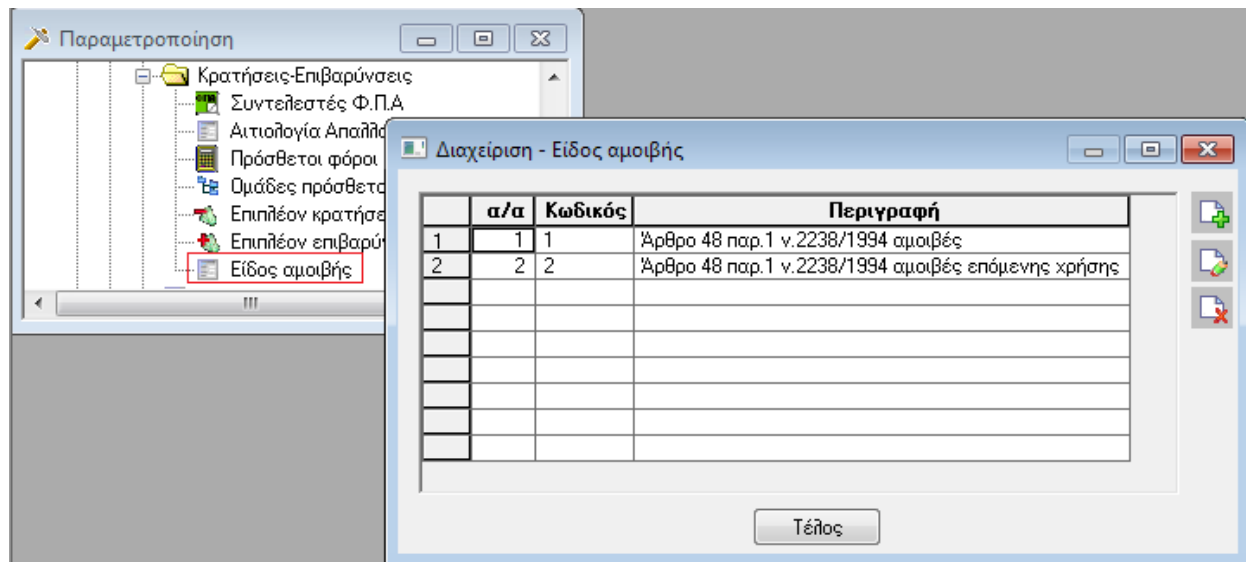 Παραμετροποίηση
Κρατήσεις-Επιβαρύνσεις
Συντελεστές Φ.Π.Α
Αιτιολογία Απαλλα
Πρόσθετοι φόροι
Ομάδες πρόσθετο
Επιπλέον κρατήσε
Επιπλέον επιβαρύ
Είδος αμοιβής
Διαχείριση - Είδος αμοιβής
α/α Κωδικός Περιγραφή
1 1 1 Άρθρο 48 παρ.1 ν.2238/1994 αμοιβές
2 2 2 Άρθρο 48 παρ.1 ν.2238/1994 αμοιβές επόμενης χρήσης
Τέλος